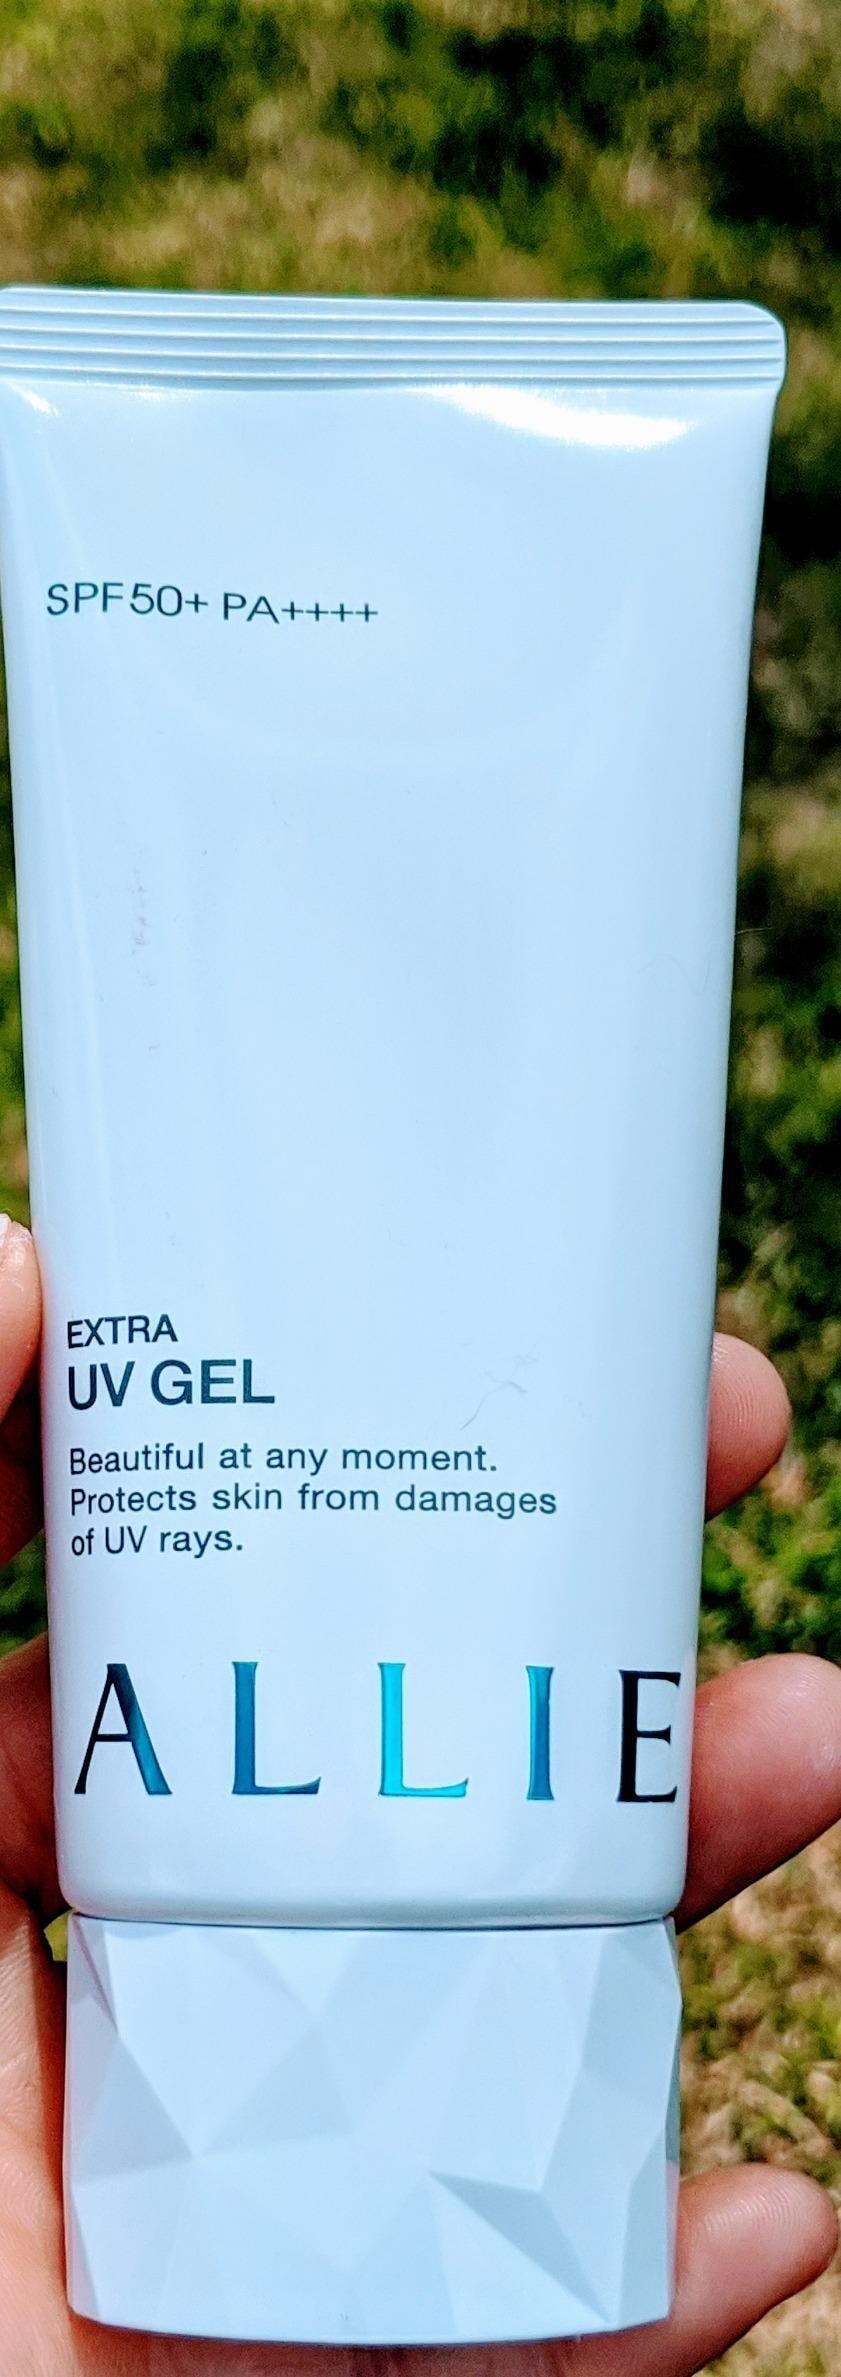 SPF50+ PA++++
EXTRA
UV GEL
Beautiful at any moment.
Protects skin from damages
of UV rays.
ALLIE